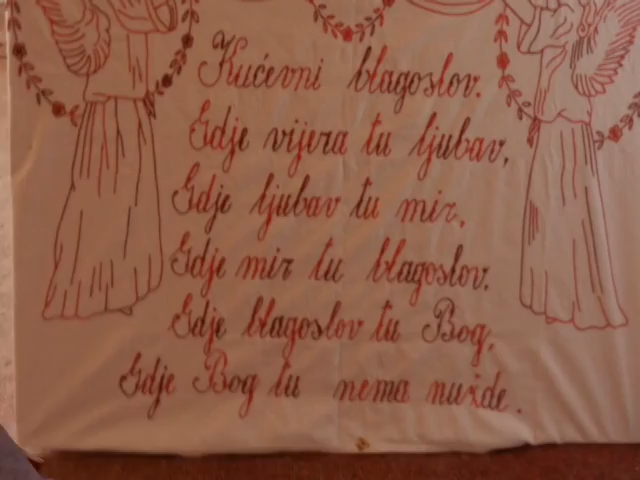 Kućevni blagoslov.
Gdje vijera tu ljubav,
Gdje ljubav tu mir,
Gdje mir tu blagoslov.
Gdje blagoslov tu Bog,
Gdje Bog tu nema nužde.